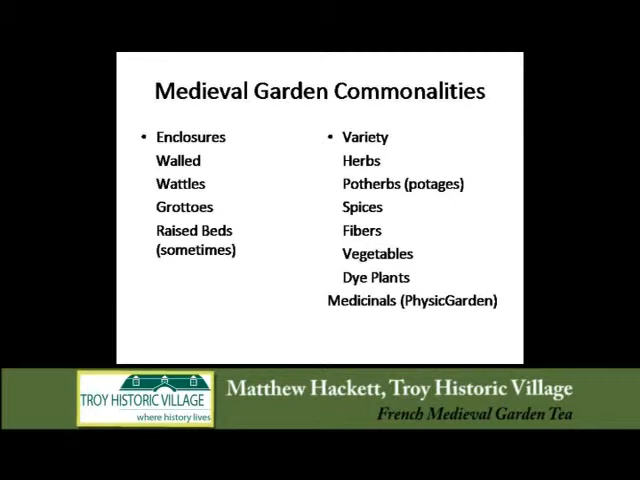 Medieval Garden Commonalities
• Enclosures
Walled
Wattles
Grottoes
Raised Beds
(sometimes)
• Variety
Herbs
Potherbs (potages)
Spices
Fibers
Vegetables
Dye Plants
Medicinals (PhysicGarden)
TROY HISTORIC VILLAGE
where history lives
Matthew Hackett, Troy Historic Village
French Medieval Garden Tea